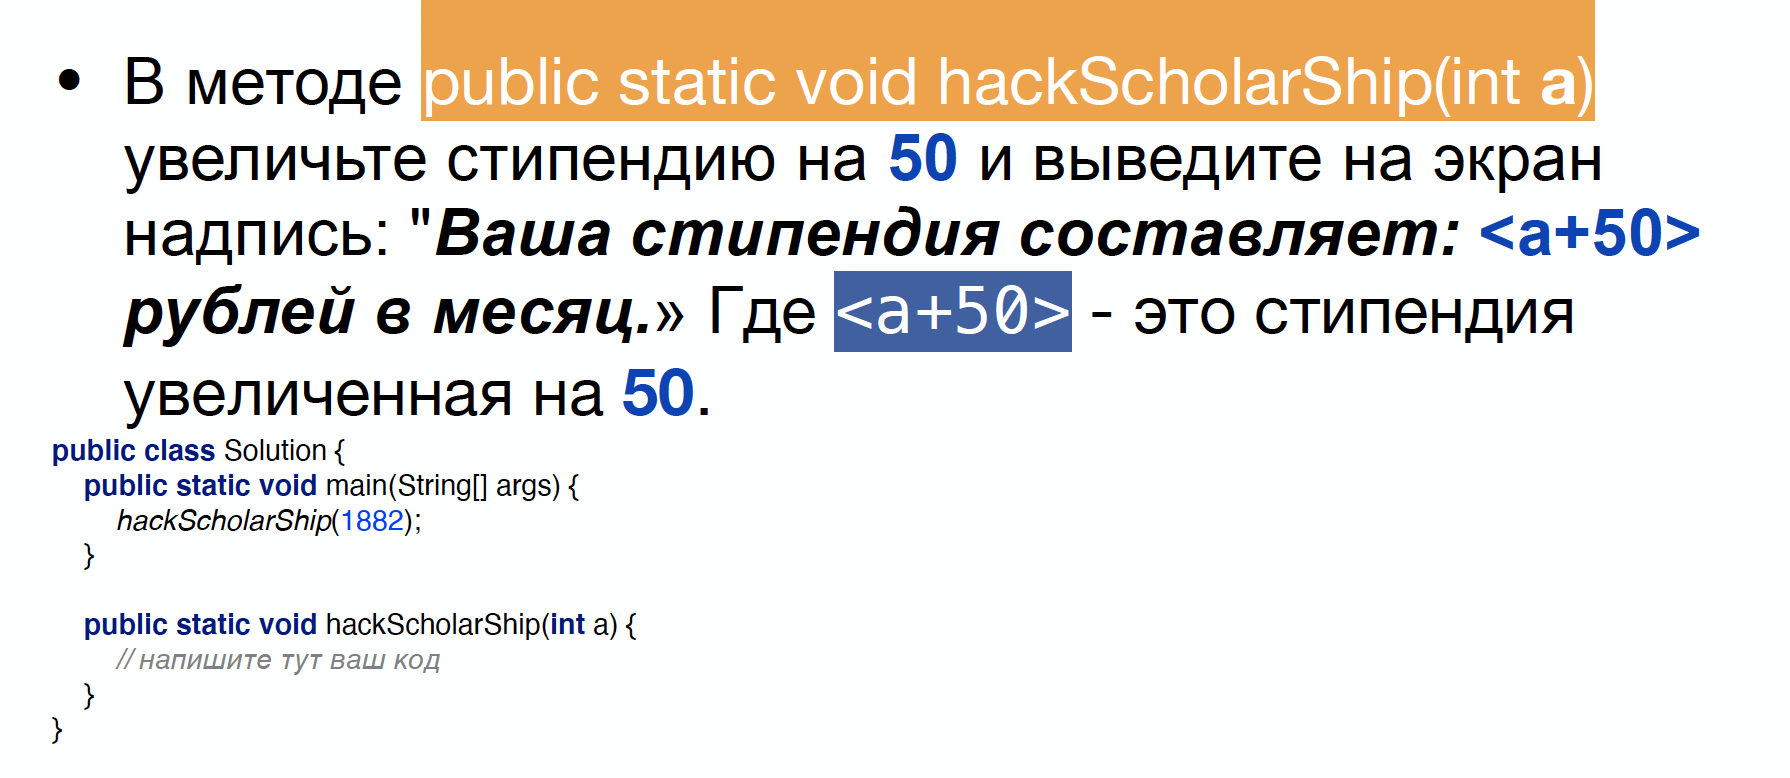 • В методе public static void hackScholarShip(int a)
увеличьте стипендию на 50 и выведите на экран
надпись: "Ваша стипендия составляет: <a+50>
рублей в месяц.» Где <a+50> - это стипендия
увеличенная на 50.
public class Solution {
public static void main(String[] args) {
hackScholarShip(1882);
}
public static void hackScholarShip(int a) {
// напишите тут ваш код
}
}